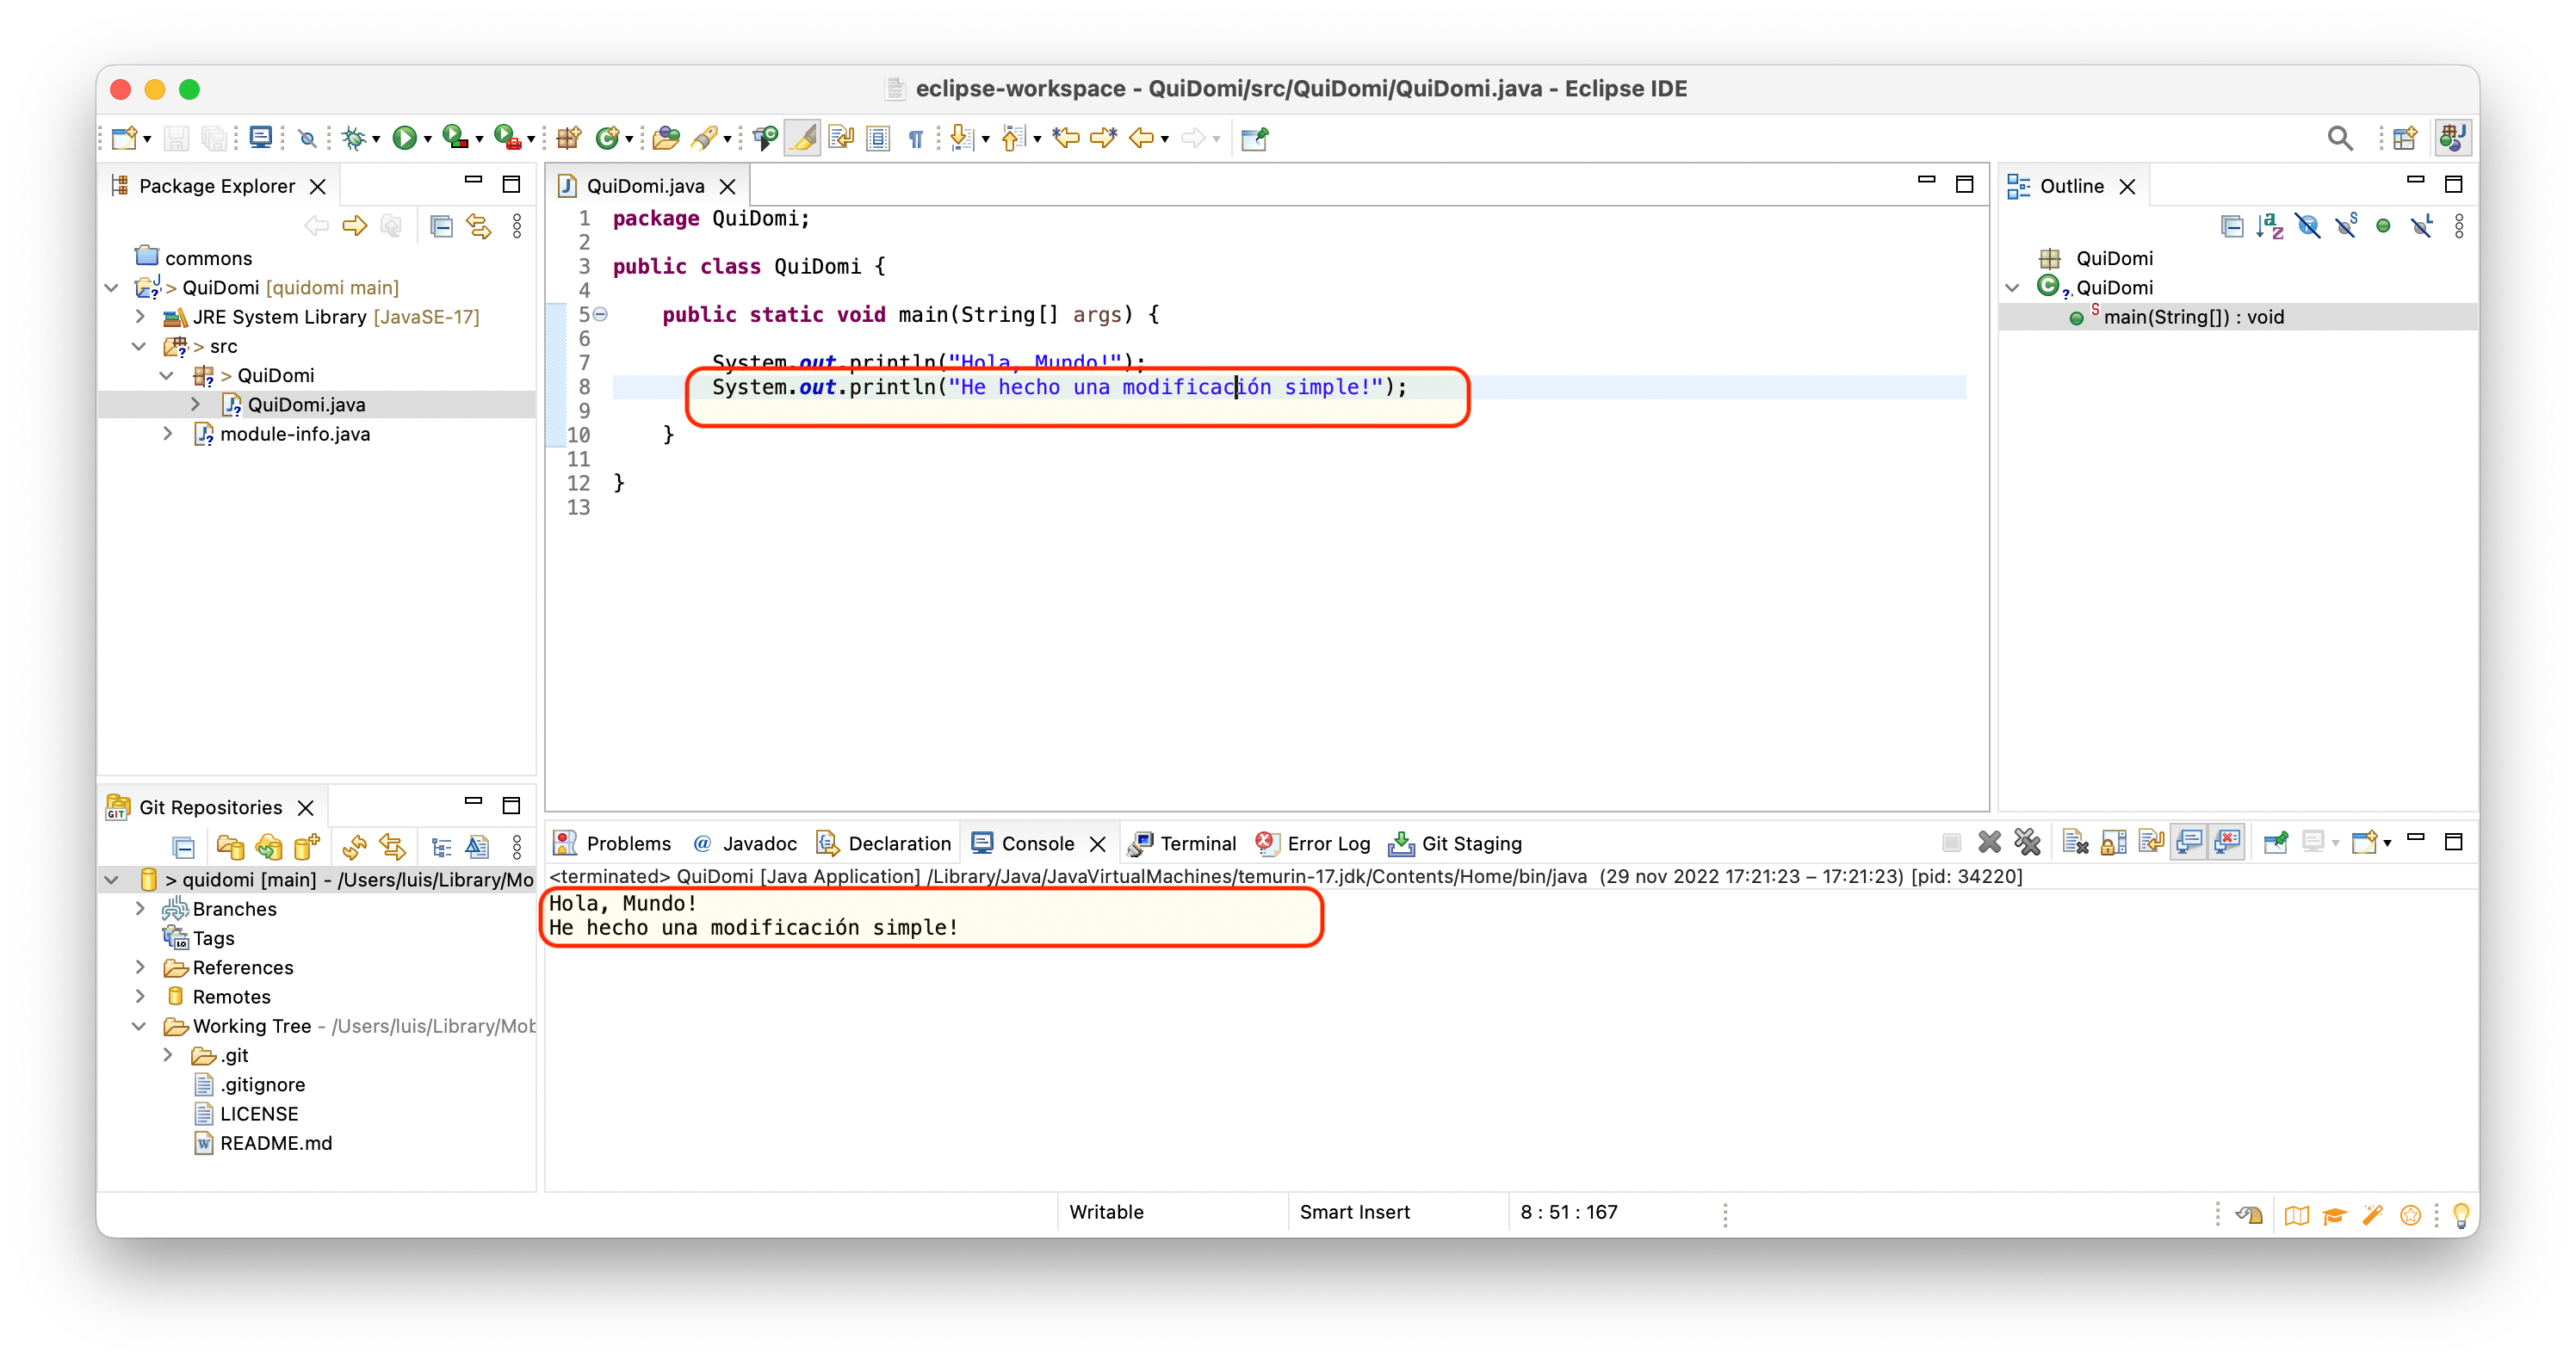 eclipse-workspace - QuiDomi/src/QuiDomi/QuiDomi.java - Eclipse IDE
Package Explorer
commons
> QuiDomi [quidomi main]
JRE System Library [JavaSE-17]
> src
> QuiDomi
QuiDomi.java
module-info.java
QuiDomi.java
1 package QuiDomi;
2
3 public class QuiDomi {
4
5 public static void main(String[] args) {
6
7 System.out.println("Hola, Mundo!");
8 System.out.println("He hecho una modificación simple!");
9
10 }
11
12 }
13
Outline
QuiDomi
QuiDomi
main(String[]) : void
Git Repositories
> quidomi [main] - /Users/luis/Library/Mo
Branches
Tags
References
Remotes
Working Tree - /Users/luis/Library/Mob
.git
.gitignore
LICENSE
README.md
Problems @ Javadoc Declaration Console Terminal Error Log Git Staging
<terminated> QuiDomi [Java Application] /Library/Java/JavaVirtualMachines/temurin-17.jdk/Contents/Home/bin/java (29 nov 2022 17:21:23 – 17:21:23) [pid: 34220]
Hola, Mundo!
He hecho una modificación simple!
Writable Smart Insert 8 : 51 : 167